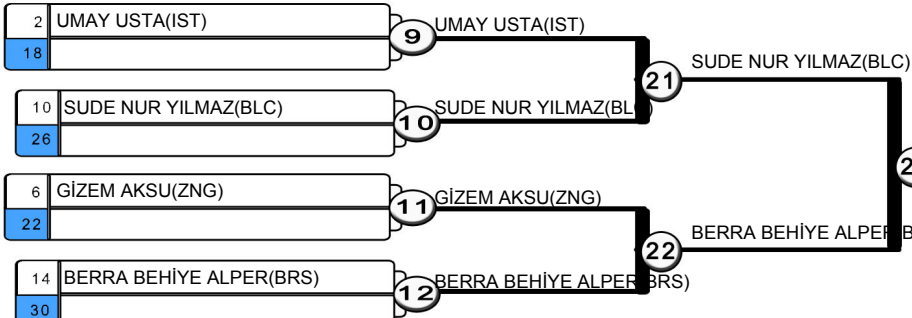 2 UMAY USTA(IST)
18
9 UMAY USTA(IST)
10 SUDE NUR YILMAZ(BLC)
26
10 SUDE NUR YILMAZ(BLC)
21 SUDE NUR YILMAZ(BLC)
6 GİZEM AKSU(ZNG)
22
11 GİZEM AKSU(ZNG)
14 BERRA BEHİYE ALPER(BRS)
30
12 BERRA BEHİYE ALPER(BRS)
22 BERRA BEHİYE ALPER